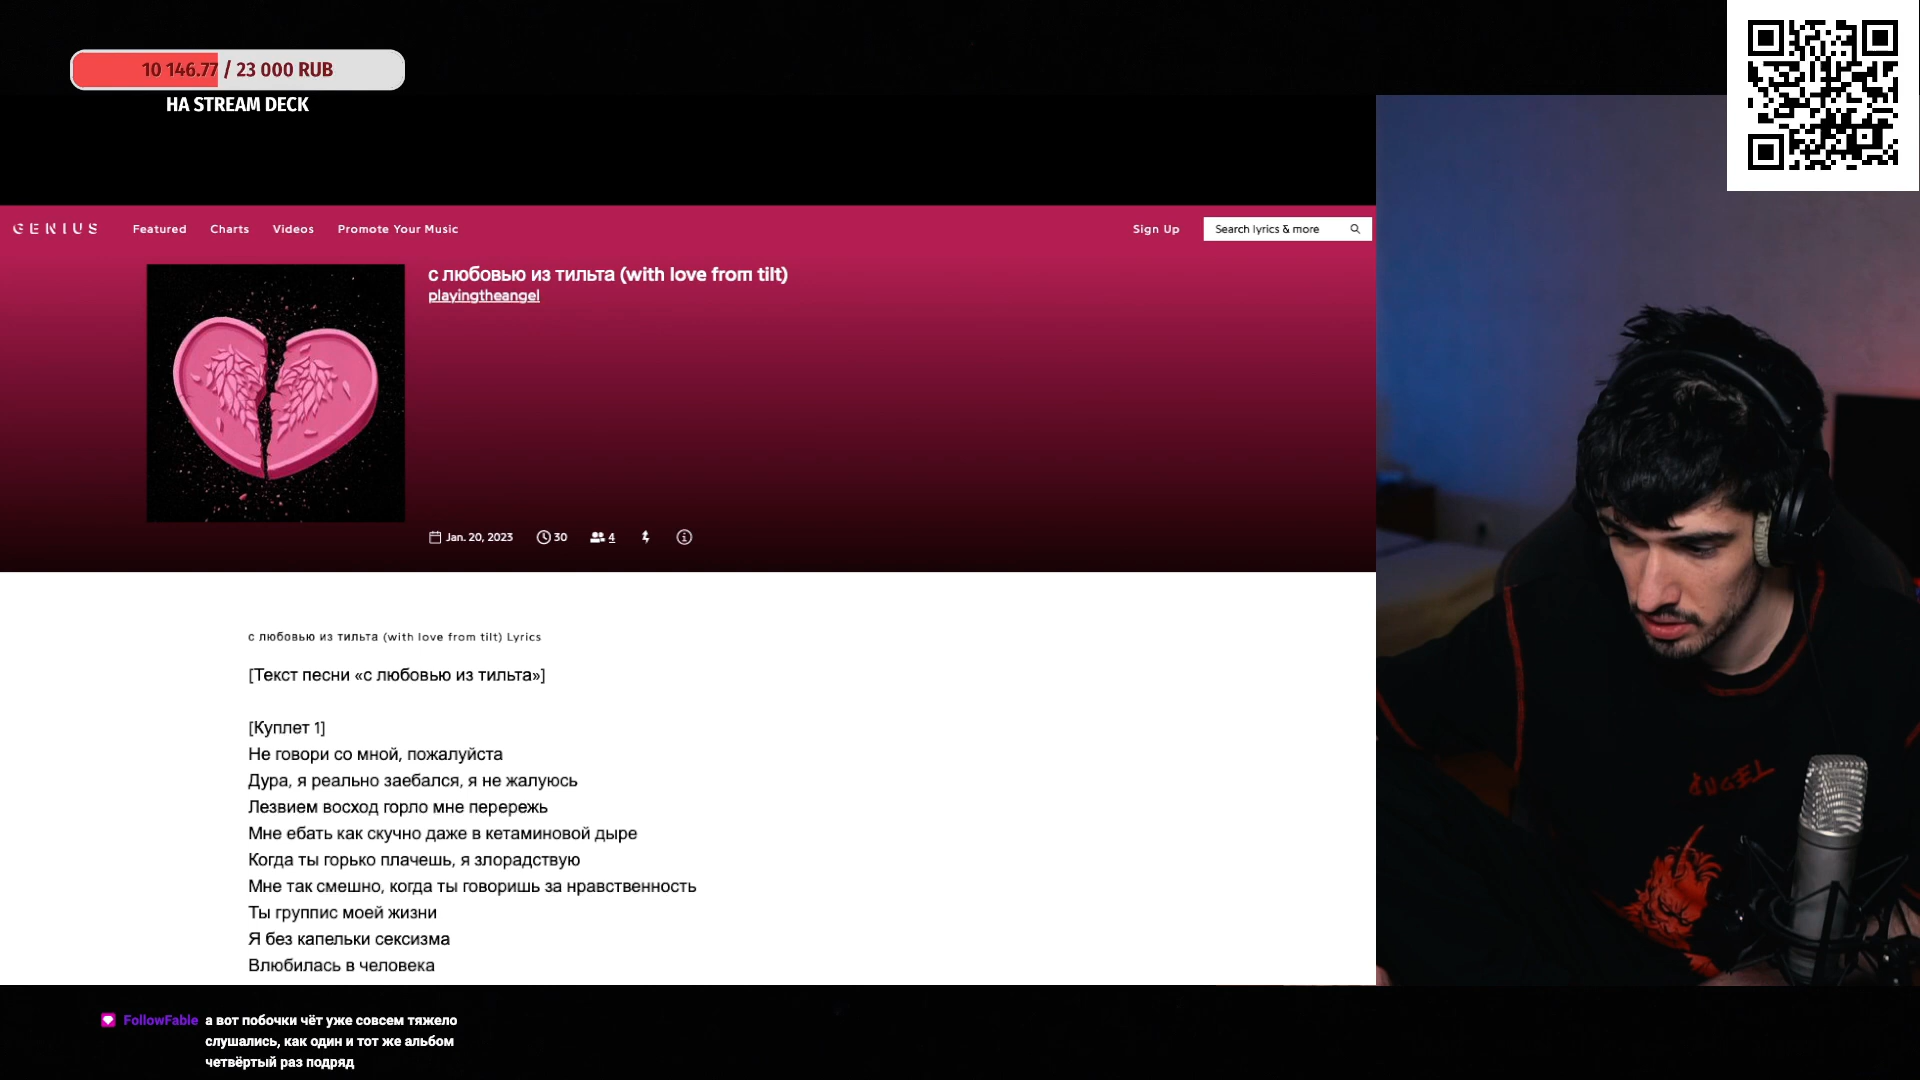 10 146.77 / 23 000 RUB
НА STREAM DECK
GENIUS Featured Charts Videos Promote Your Music Sign Up Search lyrics & more
с любовью из тильта (with love from tilt)
playingtheangel
Jan. 20, 2023 30 4
с любовью из тильта (with love from tilt) Lyrics
[Текст песни «с любовью из тильта»]
[Куплет 1]
Не говори со мной, пожалуйста
Дура, я реально заебался, я не жалуюсь
Лезвием восход горло мне перережь
Мне ебать как скучно даже в кетаминовой дыре
Когда ты горько плачешь, я злорадствую
Мне так смешно, когда ты говоришь за нравственность
Ты группис моей жизни
Я без капельки сексизма
Влюбилась в человека
FollowFable а вот побочки чёт уже совсем тяжело
слушались, как один и тот же альбом
четвёртый раз подряд